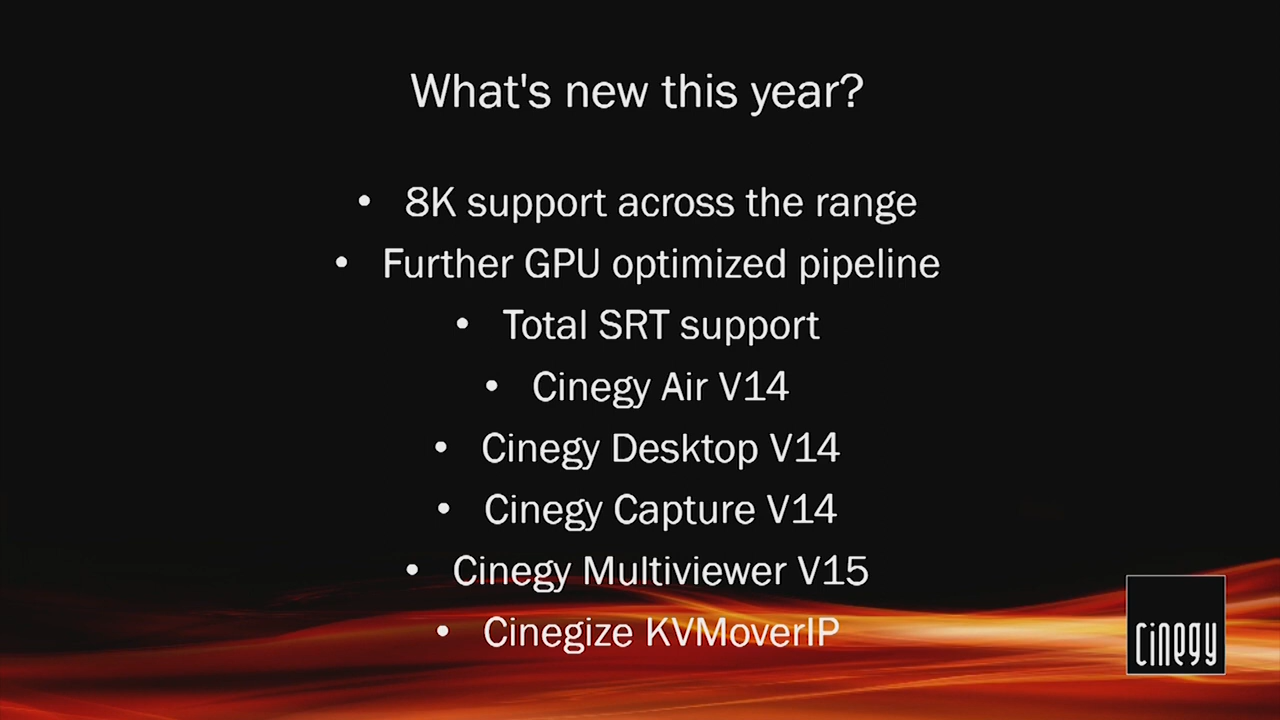 What's new this year?
• 8K support across the range
• Further GPU optimized pipeline
• Total SRT support
• Cinegy Air V14
• Cinegy Desktop V14
• Cinegy Capture V14
• Cinegy Multiviewer V15
• Cinegize KVMoverIP
cinegy